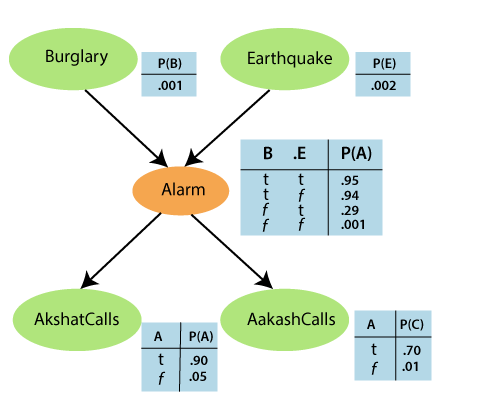 Burglary
P(B)
.001
Earthquake
P(E)
.002
B .E P(A)
t t .95
t f .94
f t .29
f f .001
Alarm
AkshatCalls
A P(A)
t .90
f .05
AakashCalls
A P(C)
t .70
f .01